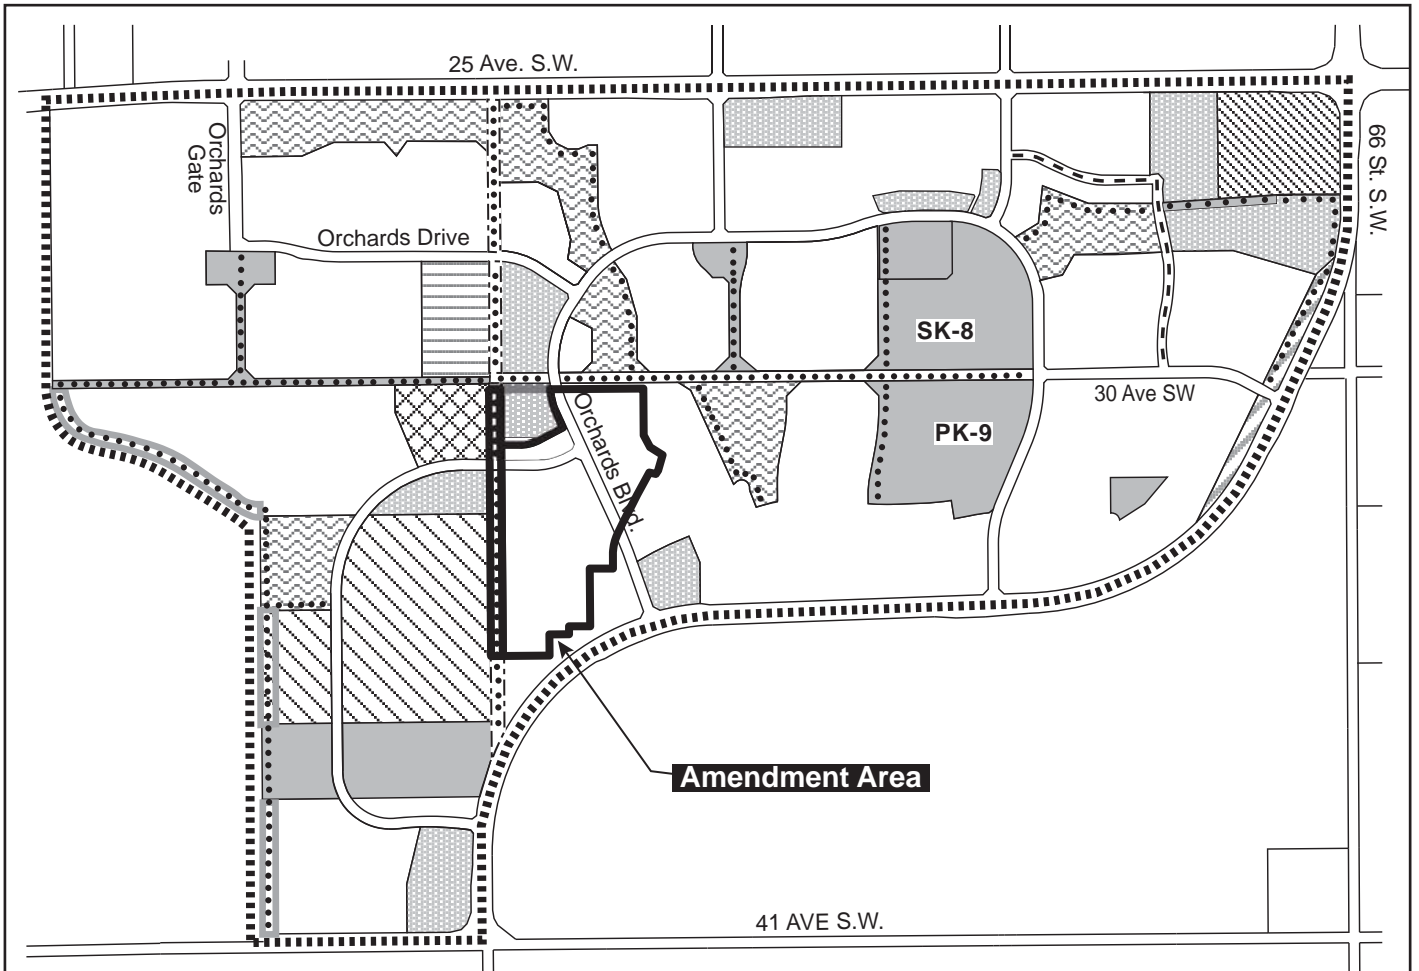 25 Ave. S.W.
Orchards
Gate
66 St. S.W.
Orchards Drive
SK-8
30 Ave SW
Orchards Blvd.
PK-9
Amendment Area
41 AVE S.W.